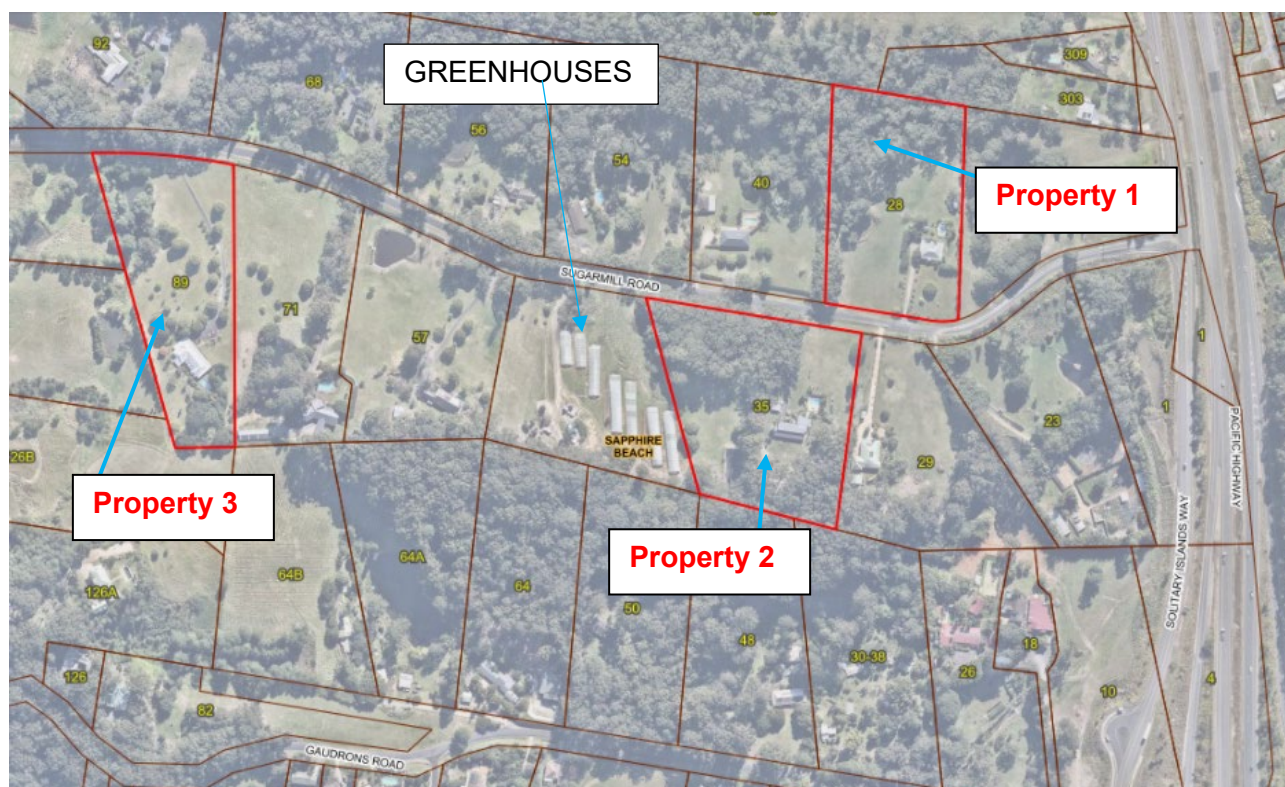 92
309
GREENHOUSES
68
303
56
54
40
28
Property 1
SUGARMILL ROAD
89
71
57
1
35
23
1
SAPPHIRE
BEACH
29
PACIFIC HIGHWAY
26B
Property 3
SOLITARY ISLANDS WAY
64A
Property 2
64B
64
126A
50
48
30-38
18
26
4
10
126
82
GAUDRONS ROAD